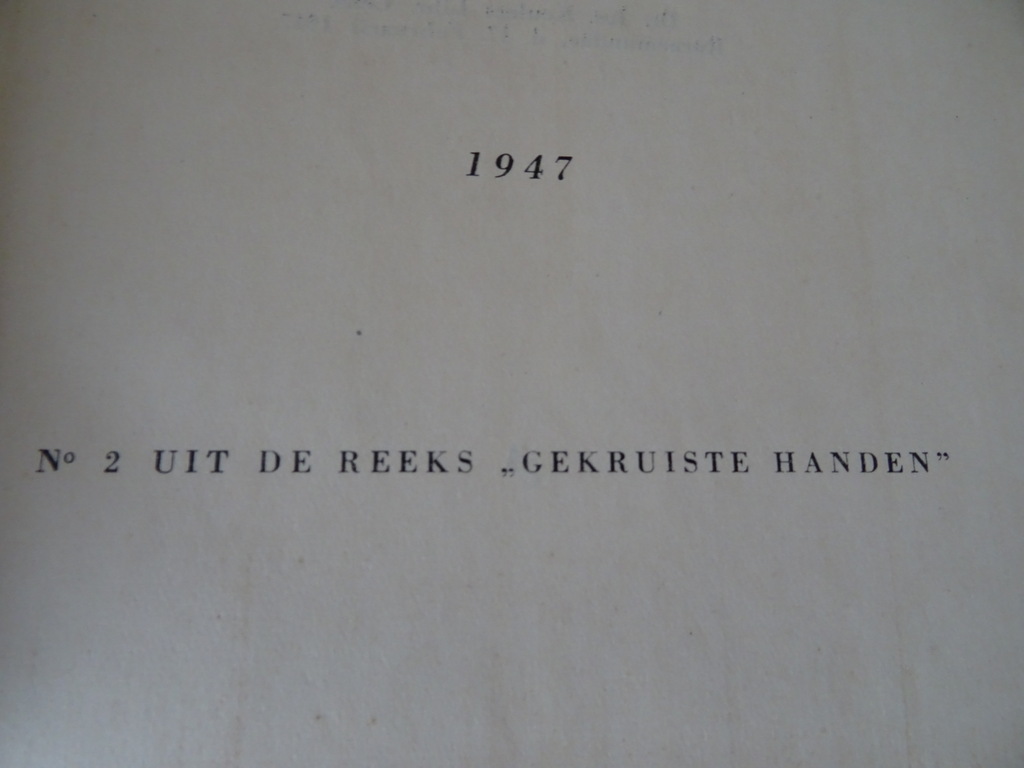 1947
Nº 2 UIT DE REEKS „GEKRUISTE HANDEN”